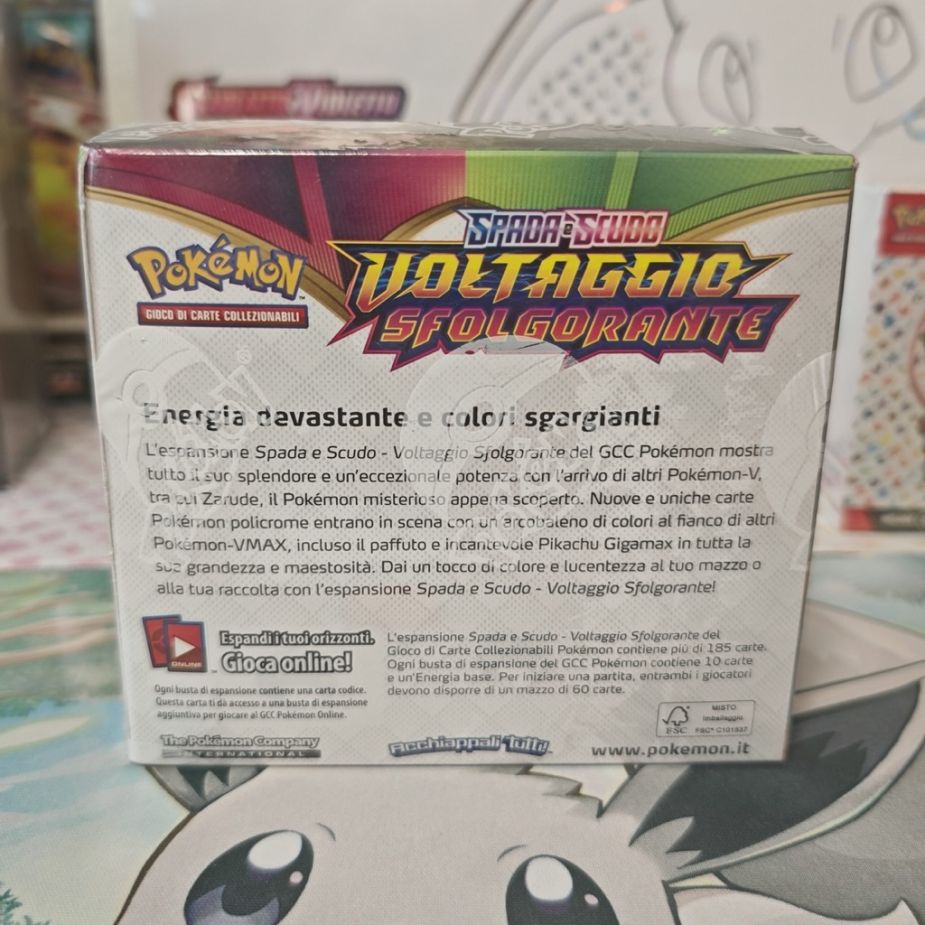 SPADA e SCUDO
POKÉMON
VOLTAGGIO
GIOCO DI CARTE COLLEZIONABILI
SFOLGORANTE
Energia devastante e colori sgargianti
L'espansione Spada e Scudo - Voltaggio Sfolgorante del GCC Pokémon mostra
tutto il suo splendore e un'eccezionale potenza con l'arrivo di altri Pokémon-V,
tra cui Zarude, il Pokémon misterioso appena scoperto. Nuove e uniche carte
Pokémon policrome entrano in scena con un arcobaleno di colori al fianco di altri
Pokémon-VMAX, incluso il paffuto e incantevole Pikachu Gigamax in tutta la
sua grandezza e maestosità. Dai un tocco di colore e lucentezza al tuo mazzo o
alla tua raccolta con l'espansione Spada e Scudo - Voltaggio Sfolgorante!
Espandi i tuoi orizzonti.
Gioca online!
ONLINE
Ogni busta di espansione contiene una carta codice.
Questa carta ti dà accesso a una busta di espansione
aggiuntiva per giocare al GCC Pokémon Online.
L'espansione Spada e Scudo - Voltaggio Sfolgorante del
Gioco di Carte Collezionabili Pokémon contiene più di 185 carte.
Ogni busta di espansione del GCC Pokémon contiene 10 carte
e un'Energia base. Per iniziare una partita, entrambi i giocatori
devono disporre di un mazzo di 60 carte.
MISTO
Imballaggio
FSC
FSC® C101537
The Pokémon Company
INTERNATIONAL
Acchiappali Tutti!
www.pokemon.it